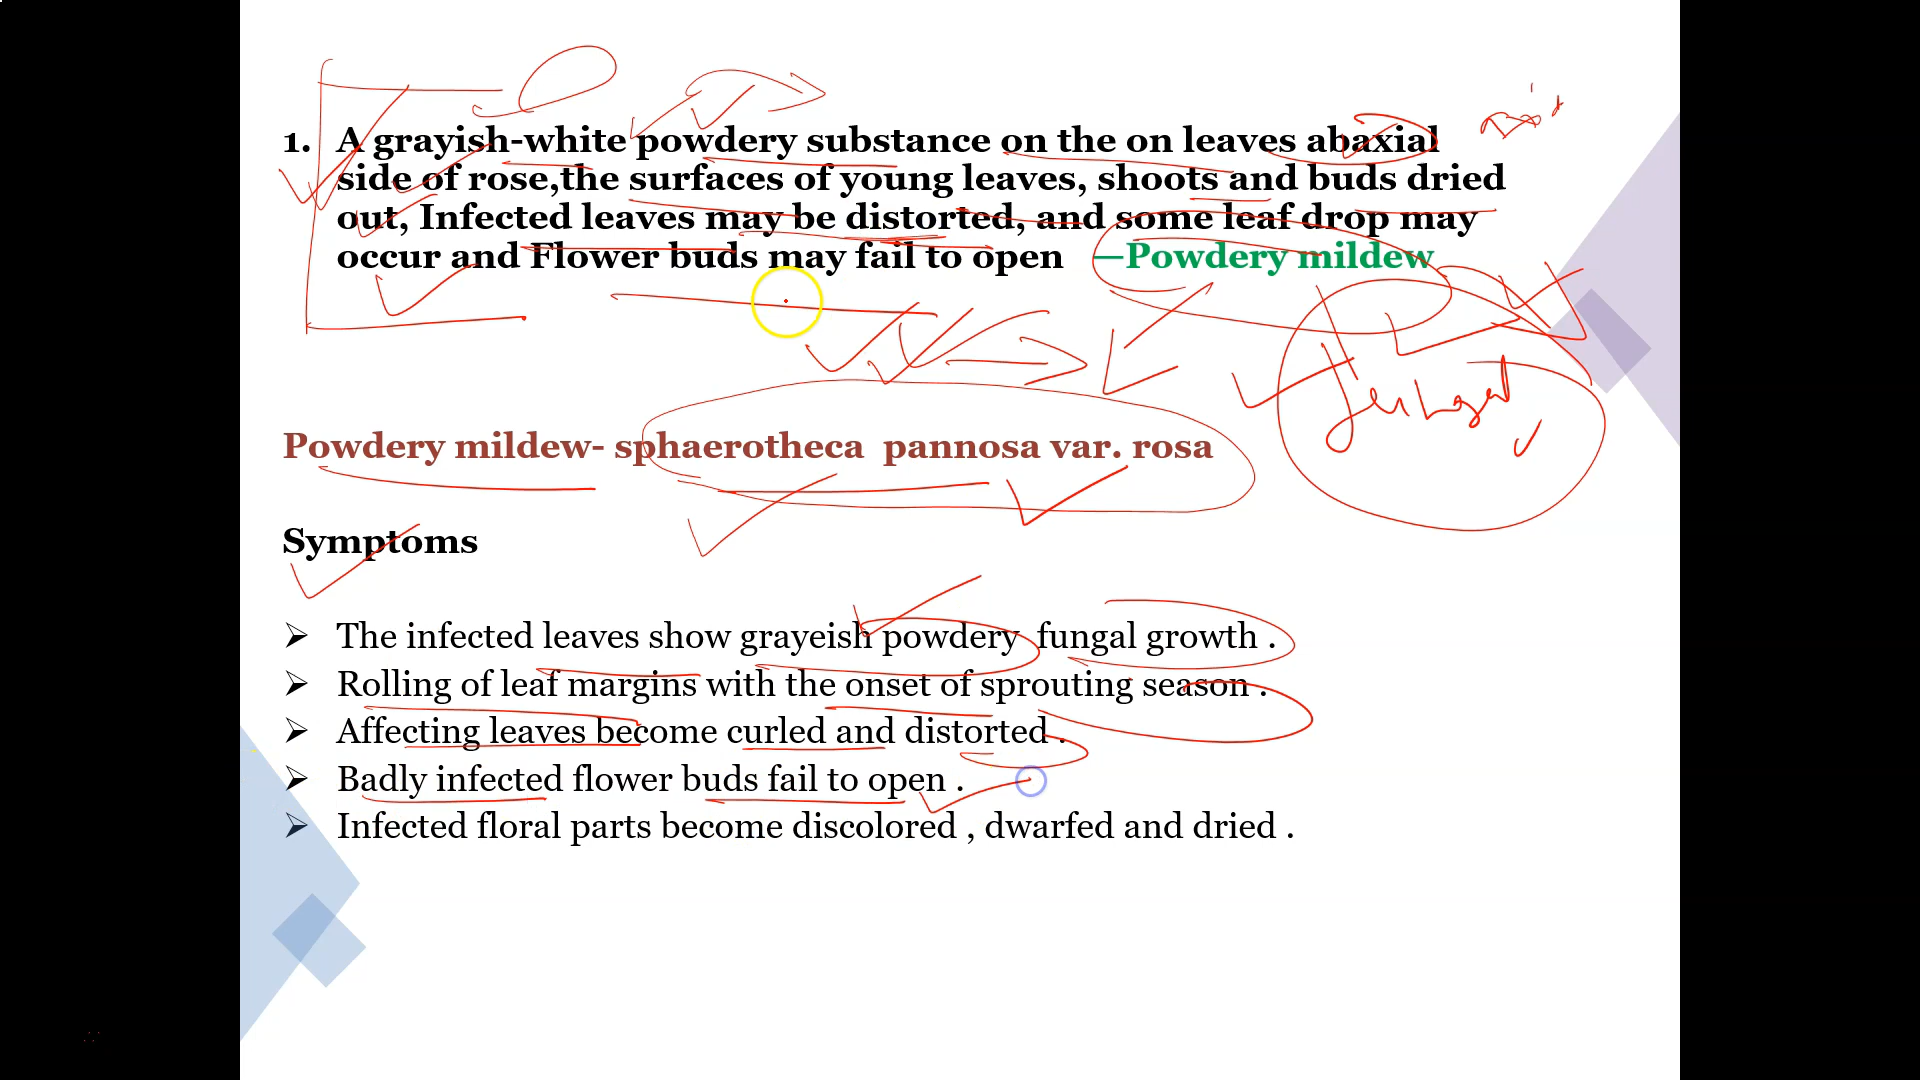 1. A grayish-white powdery substance on the on leaves abaxial
side of rose,the surfaces of young leaves, shoots and buds dried
out, Infected leaves may be distorted, and some leaf drop may
occur and Flower buds may fail to open —Powdery mildew
Powdery mildew- sphaerotheca pannosa var. rosa
Symptoms
➢ The infected leaves show grayeish powdery fungal growth .
➢ Rolling of leaf margins with the onset of sprouting season .
➢ Affecting leaves become curled and distorted .
➢ Badly infected flower buds fail to open .
➢ Infected floral parts become discolored , dwarfed and dried .